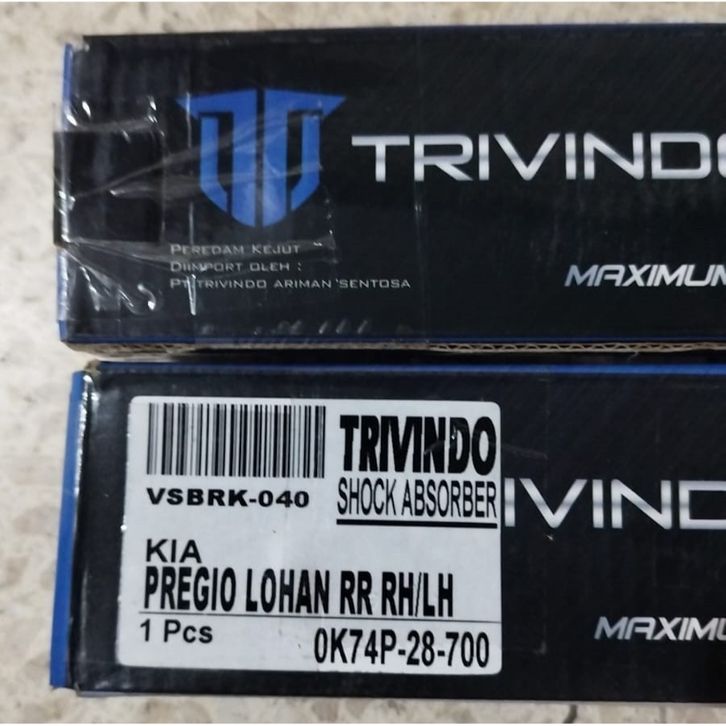 TRIVINDO
PEREDAM KEJUT
DIIMPORT OLEH :
PT TRIVINDO ARIMAN SENTOSA
MAXIMUM
TRIVINDO
VSBRK-040
SHOCK ABSORBER
IVIND
KIA
PREGIO LOHAN RR RH/LH
1 Pcs
0K74P-28-700
MAXIMU